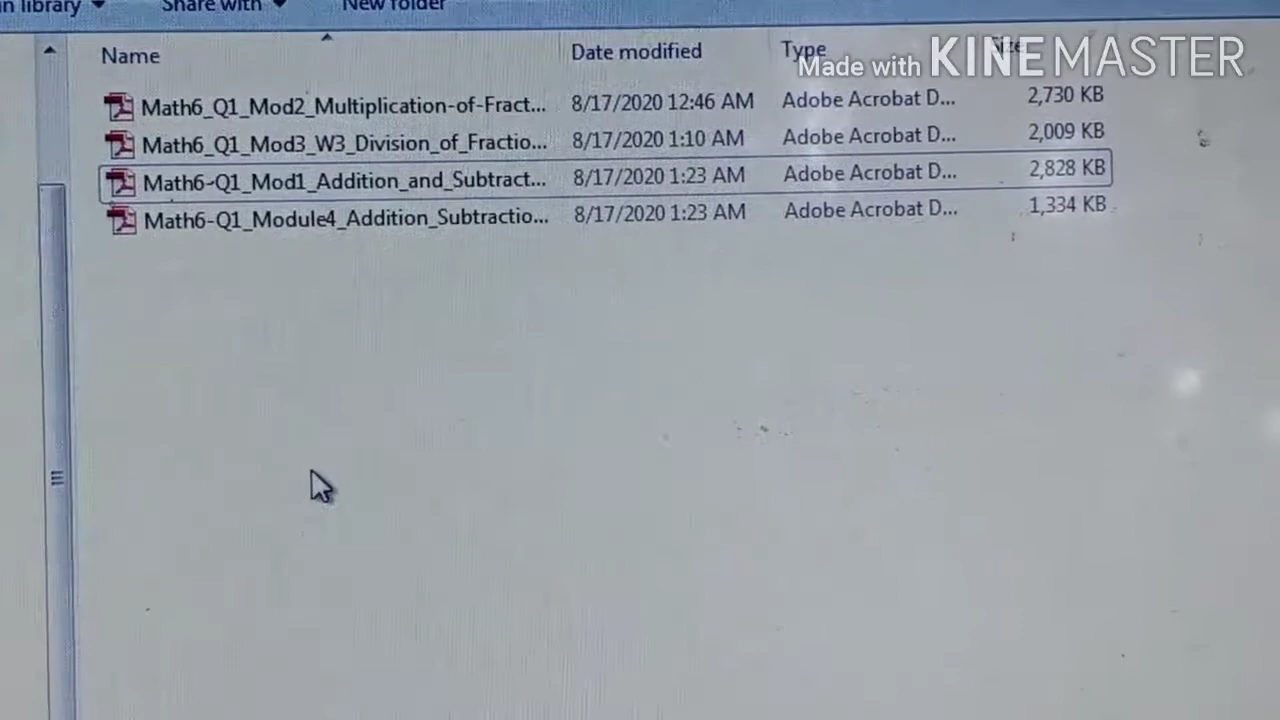 in library Share with New folder
Name Date modified Type Size
Made with KINEMASTER
Math6_Q1_Mod2_Multiplication-of-Fract... 8/17/2020 12:46 AM Adobe Acrobat D... 2,730 KB
Math6_Q1_Mod3_W3_Division_of_Fractio... 8/17/2020 1:10 AM Adobe Acrobat D... 2,009 KB
Math6-Q1_Mod1_Addition_and_Subtract... 8/17/2020 1:23 AM Adobe Acrobat D... 2,828 KB
Math6-Q1_Module4_Addition_Subtractio... 8/17/2020 1:23 AM Adobe Acrobat D... 1,334 KB